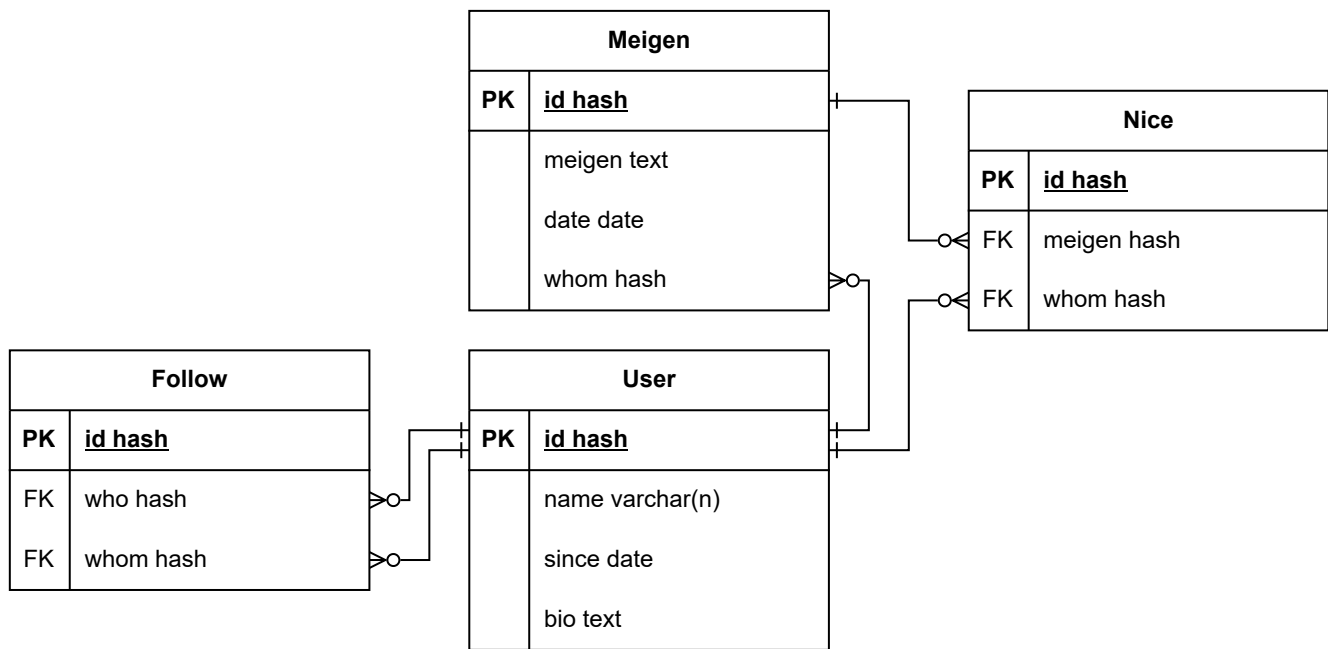 Meigen
PK id hash
meigen text
date date
whom hash
Nice
PK id hash
FK meigen hash
FK whom hash
Follow
PK id hash
FK who hash
FK whom hash
User
PK id hash
name varchar(n)
since date
bio text